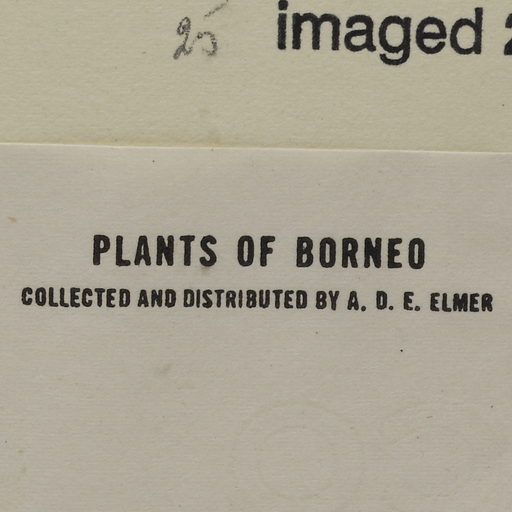 25
imaged
PLANTS OF BORNEO
COLLECTED AND DISTRIBUTED BY A. D. E. ELMER